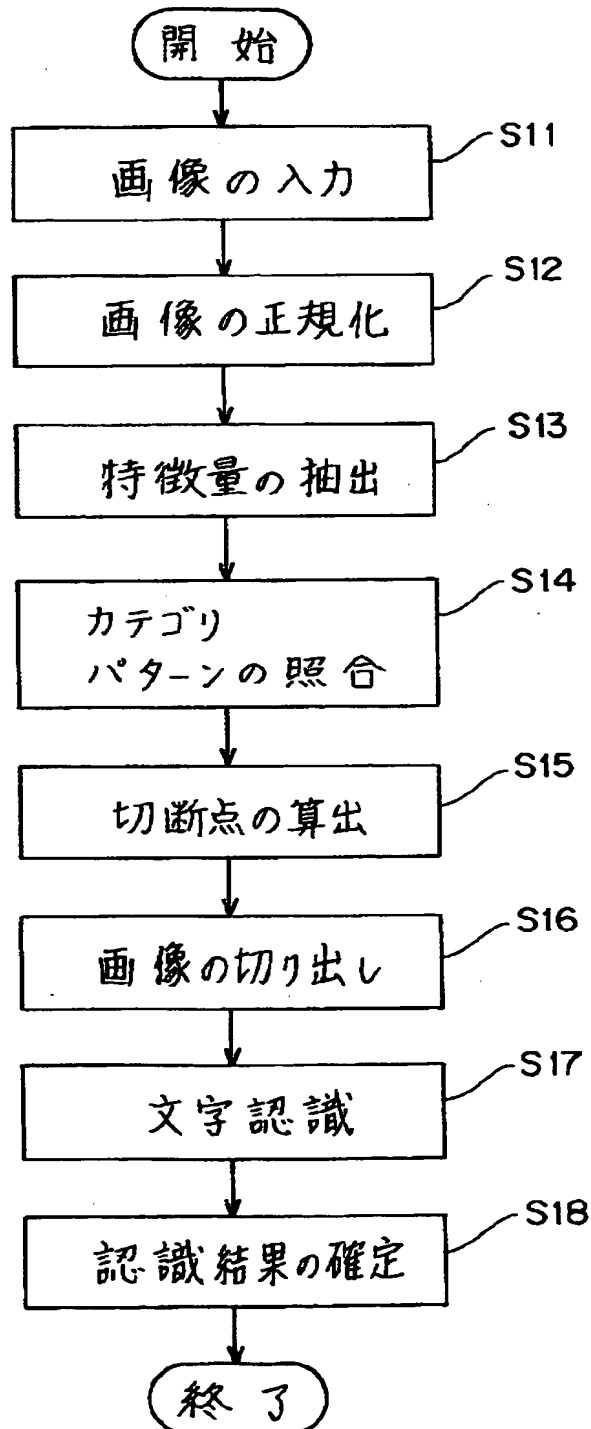 開始
S11
画像の入力
S12
画像の正規化
S13
特徴量の抽出
S14
カテゴリ
パターンの照合
S15
切断点の算出
S16
画像の切り出し
S17
文字認識
S18
認識結果の確定
終了